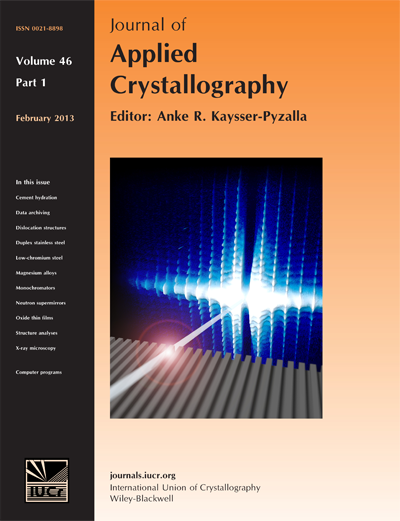 ISSN 0021-8898
Volume 46
Part 1
February 2013
In this issue
Cement hydration
Data archiving
Dislocation structures
Duplex stainless steel
Low-chromium steel
Magnesium alloys
Monochromators
Neutron supermirrors
Oxide thin films
Structure analyses
X-ray microscopy
Computer programs
IUCr
Journal of
Applied
Crystallography
Editor: Anke R. Kaysser-Pyzalla
journals.iucr.org
International Union of Crystallography
Wiley-Blackwell